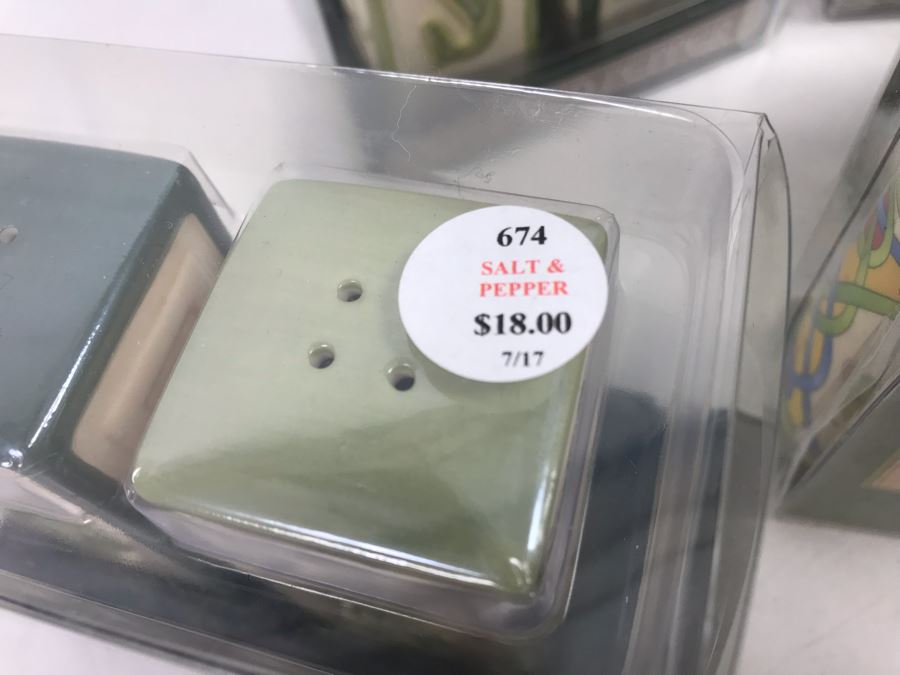 674
SALT &
PEPPER
$18.00
7/17